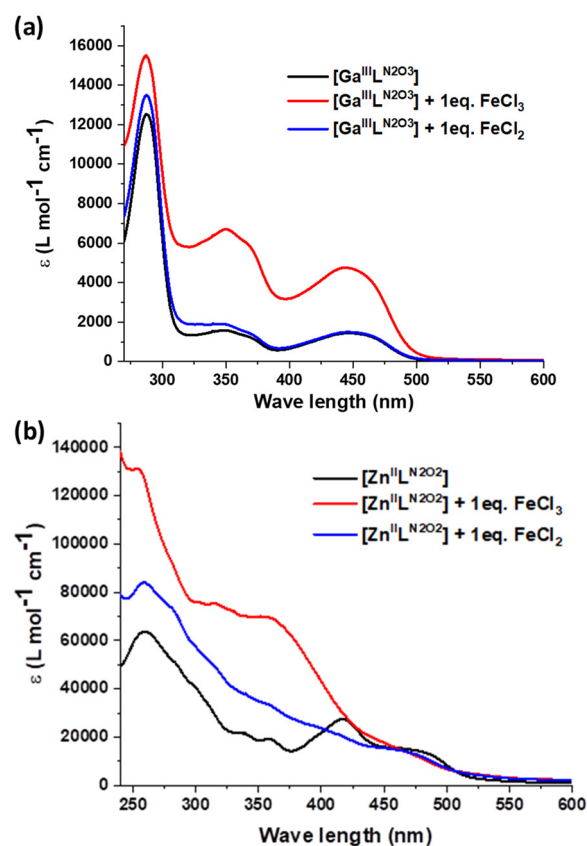 (a)
16000
14000
12000
10000
8000
6000
4000
2000
0
ε (L mol⁻¹ cm⁻¹)
[GaᴵᴵᴵLᴺ²ᴼ³]
[GaᴵᴵᴵLᴺ²ᴼ³] + 1eq. FeCl₃
[GaᴵᴵᴵLᴺ²ᴼ³] + 1eq. FeCl₂
300 350 400 450 500 550 600
Wave length (nm)
(b)
140000
120000
100000
80000
60000
40000
20000
0
ε (L mol⁻¹ cm⁻¹)
[ZnᴵᴵLᴺ²ᴼ²]
[ZnᴵᴵLᴺ²ᴼ²] + 1eq. FeCl₃
[ZnᴵᴵLᴺ²ᴼ²] + 1eq. FeCl₂
250 300 350 400 450 500 550 600
Wave length (nm)